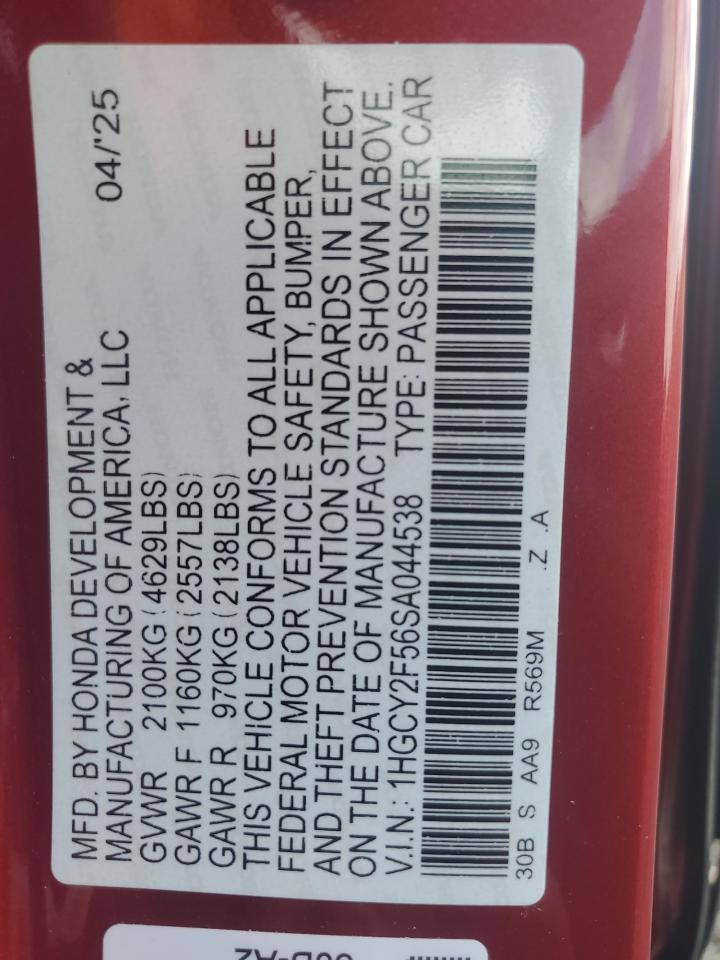 MFD. BY HONDA DEVELOPMENT &
MANUFACTURING OF AMERICA, LLC 04/'25
GVWR 2100KG (4629LBS)
GAWR F 1160KG (2557LBS)
GAWR R 970KG (2138LBS)
THIS VEHICLE CONFORMS TO ALL APPLICABLE
FEDERAL MOTOR VEHICLE SAFETY, BUMPER,
AND THEFT PREVENTION STANDARDS IN EFFECT
ON THE DATE OF MANUFACTURE SHOWN ABOVE.
V.I.N.: 1HGCY2F56SA044538 TYPE: PASSENGER CAR
30B S AA9 R569M .Z .A